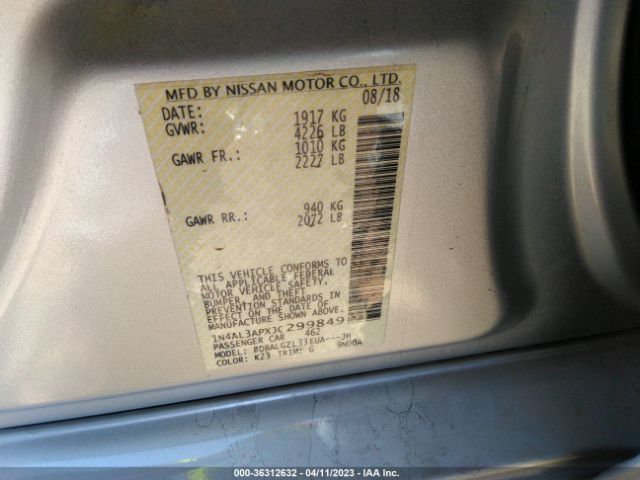 MFD BY NISSAN MOTOR CO., LTD.
DATE: 08/18
GVWR: 1917 KG
4226 LB
GAWR FR.: 1010 KG
2227 LB
GAWR RR.: 940 KG
2072 LB
THIS VEHICLE CONFORMS TO
ALL APPLICABLE FEDERAL
MOTOR VEHICLE SAFETY,
BUMPER, AND THEFT
PREVENTION STANDARDS IN
EFFECT ON THE DATE OF
MANUFACTURE SHOWN ABOVE.
PASSENGER CAR 462
MODEL: BDBALGZL33EUA---JH
COLOR: K23 TRIM: G 9N00A
000-36312632 - 04/11/2023 - IAA Inc.